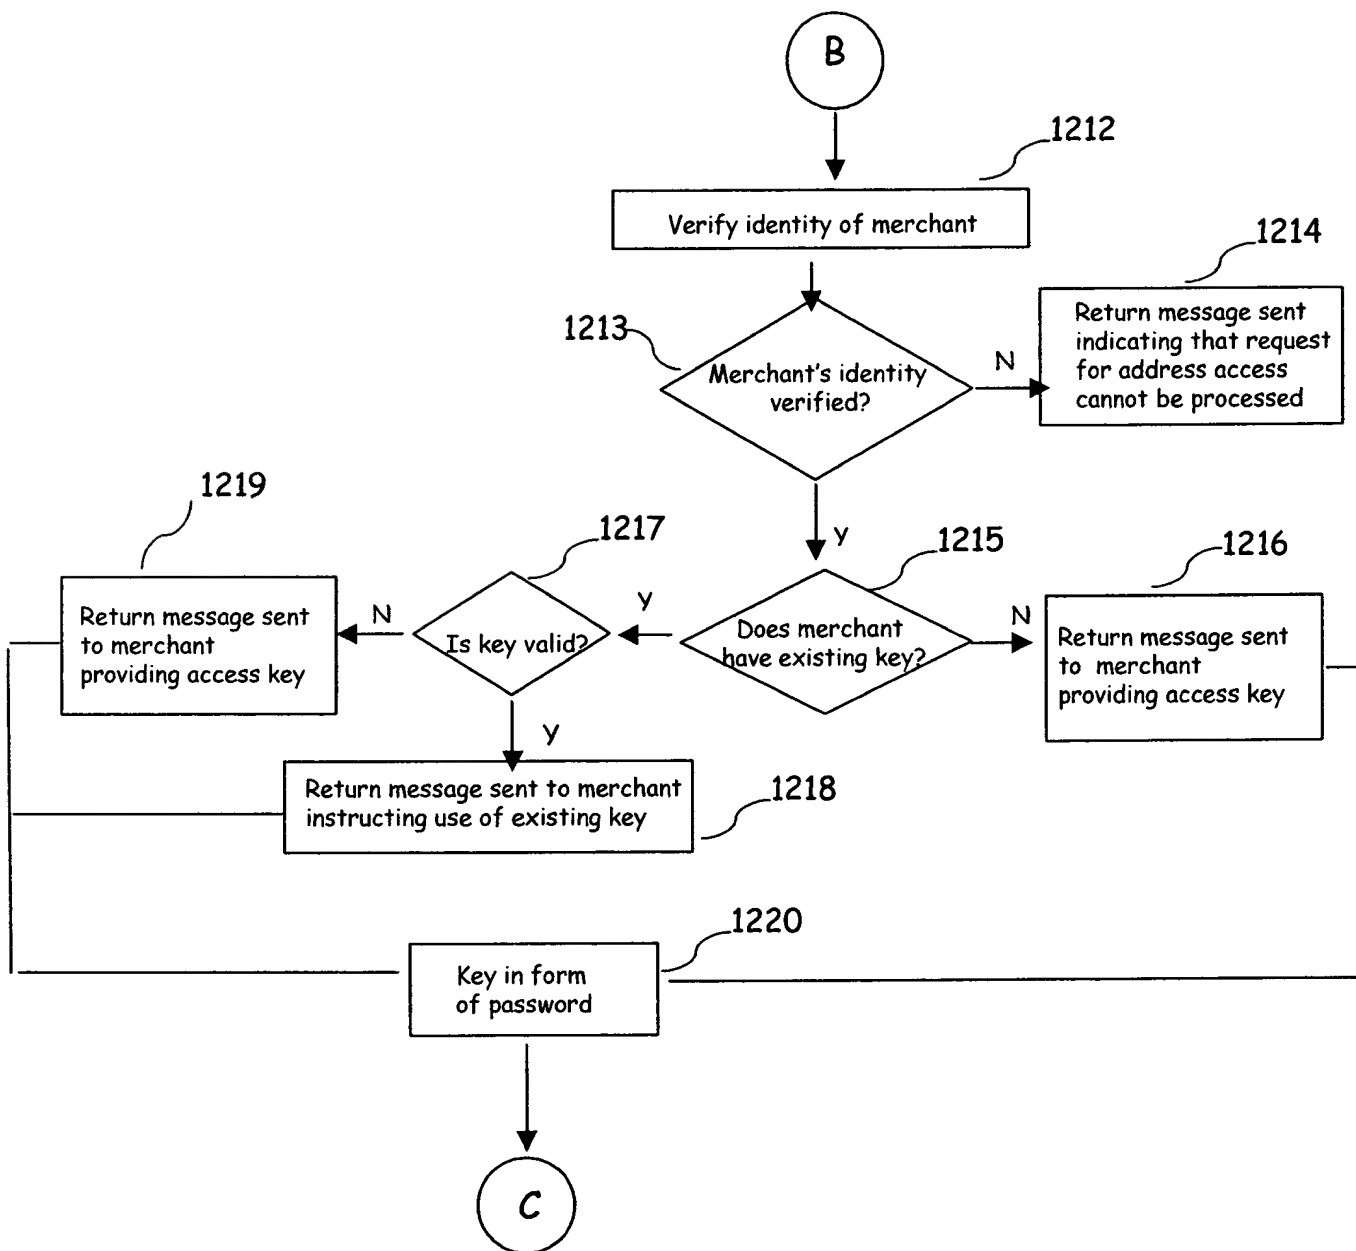 B
1212
Verify identity of merchant
1214
Return message sent
indicating that request
for address access
cannot be processed
1213
Merchant's identity
verified?
N
Y
1219
Return message sent
to merchant
providing access key
N
1217
Is key valid?
Y
1215
Does merchant
have existing key?
N
1216
Return message sent
to merchant
providing access key
Y
Return message sent to merchant
instructing use of existing key
1218
1220
Key in form
of password
C